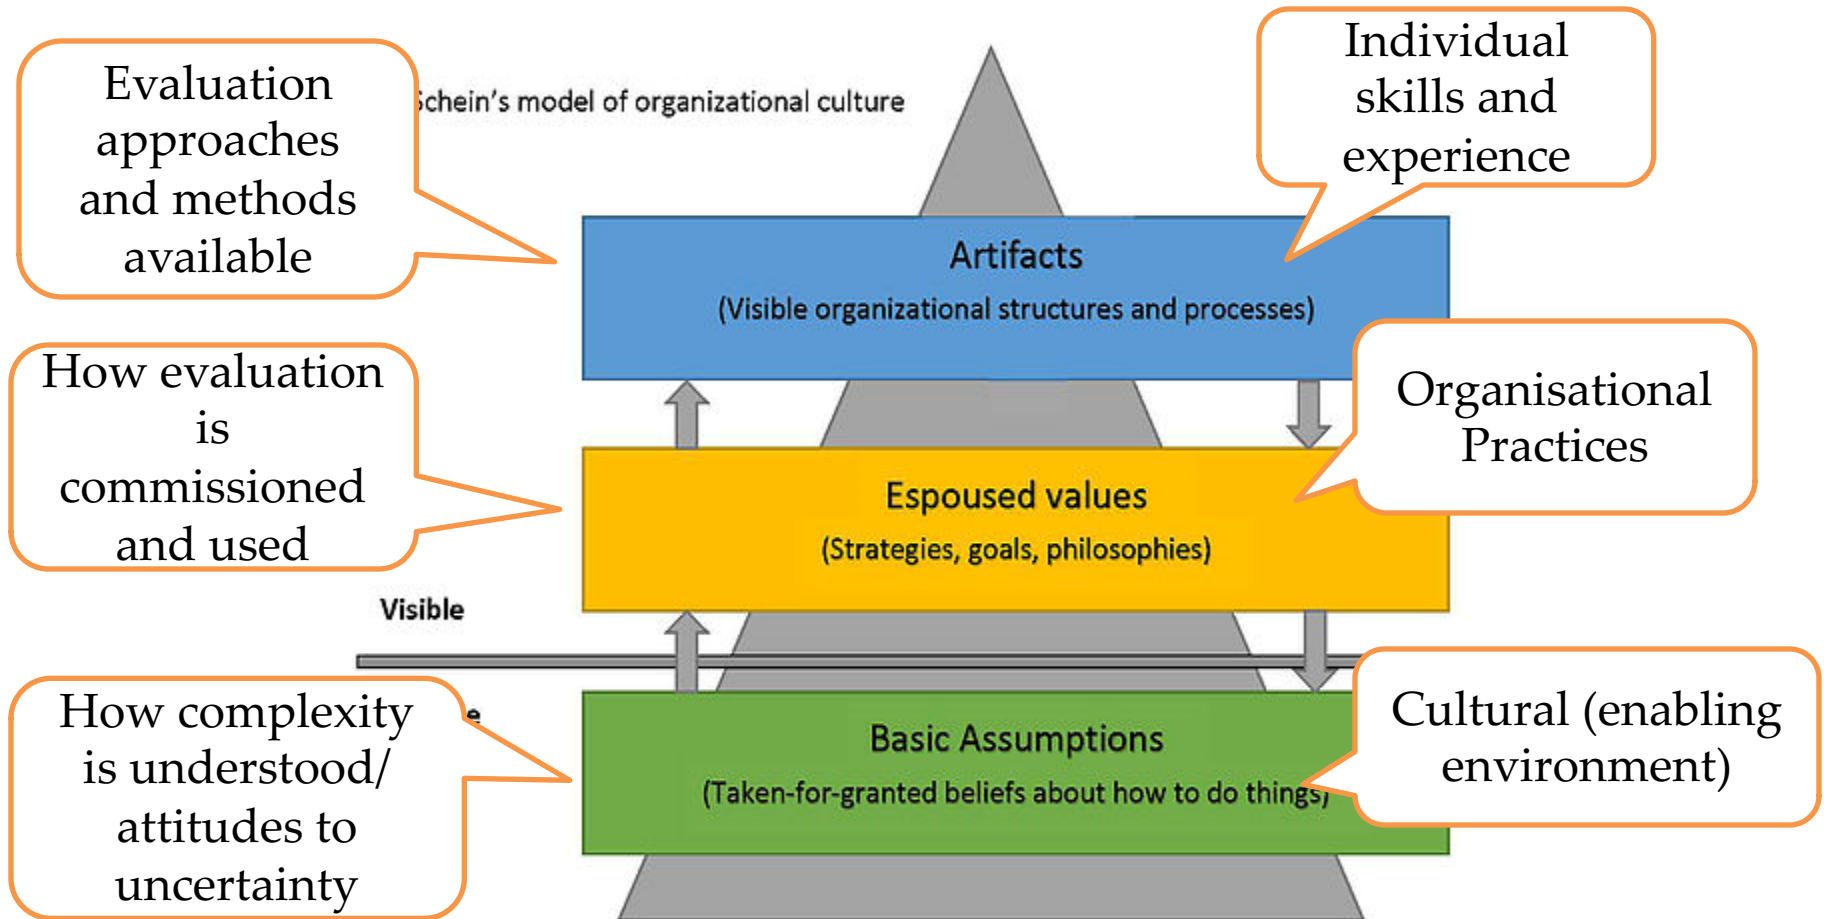 Evaluation
approaches
and methods
available
Schein's model of organizational culture
Individual
skills and
experience
Artifacts
(Visible organizational structures and processes)
How evaluation
is
commissioned
and used
Organisational
Practices
Espoused values
(Strategies, goals, philosophies)
Visible
How complexity
is understood/
attitudes to
uncertainty
Basic Assumptions
(Taken-for-granted beliefs about how to do things)
Cultural (enabling
environment)